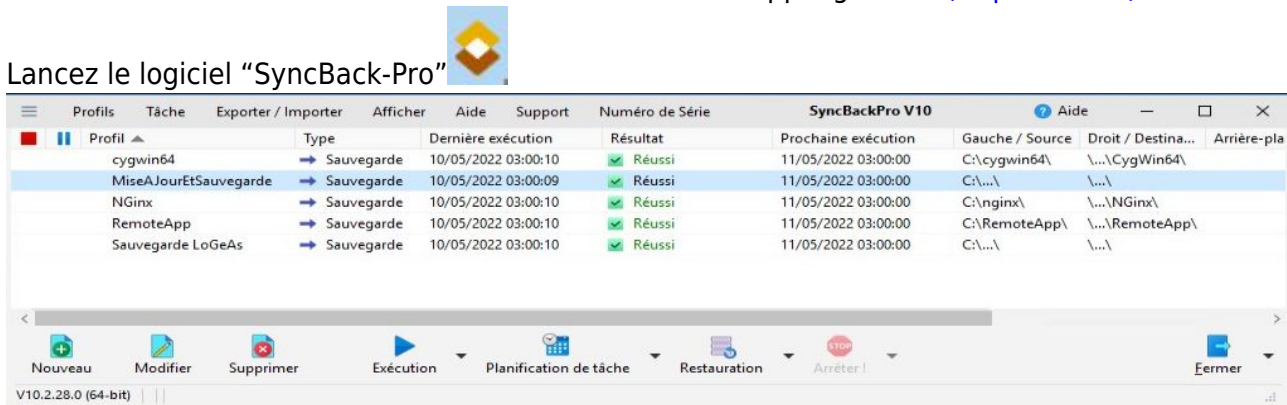 Lancez le logiciel “SyncBack-Pro”
Profils Tâche Exporter / Importer Afficher Aide Support Numéro de Série SyncBackPro V10 Aide
Profil Type Dernière exécution Résultat Prochaine exécution Gauche / Source Droit / Destina... Arrière-pla
cygwin64 Sauvegarde 10/05/2022 03:00:10 Réussi 11/05/2022 03:00:00 C:\cygwin64\ \...\CygWin64\
MiseAJourEtSauvegarde Sauvegarde 10/05/2022 03:00:09 Réussi 11/05/2022 03:00:00 C:\...\ \...\
NGinx Sauvegarde 10/05/2022 03:00:10 Réussi 11/05/2022 03:00:00 C:\nginx\ \...\NGinx\
RemoteApp Sauvegarde 10/05/2022 03:00:10 Réussi 11/05/2022 03:00:00 C:\RemoteApp\ \...\RemoteApp\
Sauvegarde LoGeAs Sauvegarde 10/05/2022 03:00:10 Réussi 11/05/2022 03:00:00 C:\...\ \...\
STOP
Nouveau Modifier Supprimer Exécution Planification de tâche Restauration Arrêter ! Fermer
V10.2.28.0 (64-bit)